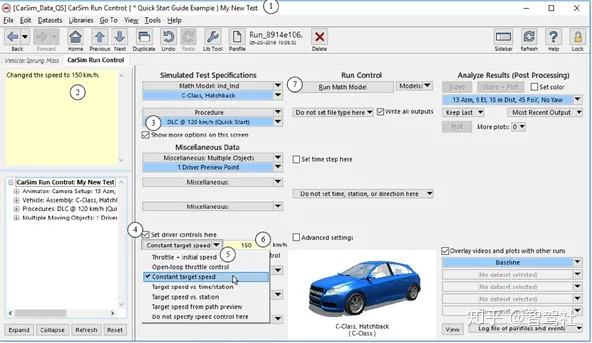 [CarSim_Data_QS] CarSim Run Control; { * Quick Start Guide Example } My New Test
1
File Edit Datasets Libraries Go To View Tools Window Help
Back Forward Home Previous Next Duplicate Undo Redo Lib Tool Parsfile
Run_3914e106.
06-20-2019 15:05:32
Delete Sidebar Refresh Help Lock
Vehicle: Sprung Mass CarSim Run Control
Changed the speed to 150 km/h.
2
CarSim Run Control: My New Test
Animator: Camera Setup: 13 Azm,
Vehicle: Assembly: C-Class, Hatchback
Procedures: DLC @ 120 km/h (Quick Start)
Multiple Moving Objects: 1 Driver
Expand Collapse Refresh Reset
Simulated Test Specifications
Math Model: Ind_Ind
C-Class, Hatchback
Procedure
3
DLC @ 120 km/h (Quick Start)
Show more options on this screen
Miscellaneous Data
Miscellaneous: Multiple Objects
1 Driver Preview Point
Miscellaneous:
Miscellaneous:
4
Set driver controls here
Constant target speed
150 km/h
6
5
Throttle + initial speed
Open-loop throttle control
Constant target speed
Target speed vs. time/station
Target speed vs. station
Target speed from path preview
Do not specify speed control here
Run Control
7
Run Math Model
Models:
Do not set file type here
Write all outputs
Set time step here
Do not set time, station, or direction here
Advanced settings
C-Class, Hatchback
{ C-Class }
Analyze Results (Post Processing)
Video Video + Plot Set color
13 Azm, 9 El, 18 m Dist, 45 FoV, No Yaw
Keep Last Most Recent Output
Plot More plots: 0
Overlay videos and plots with other runs
Baseline
[No dataset selected]
[No dataset selected]
[No dataset selected]
[No dataset selected]
View Log file of parsfiles and events
知乎 @智驾社